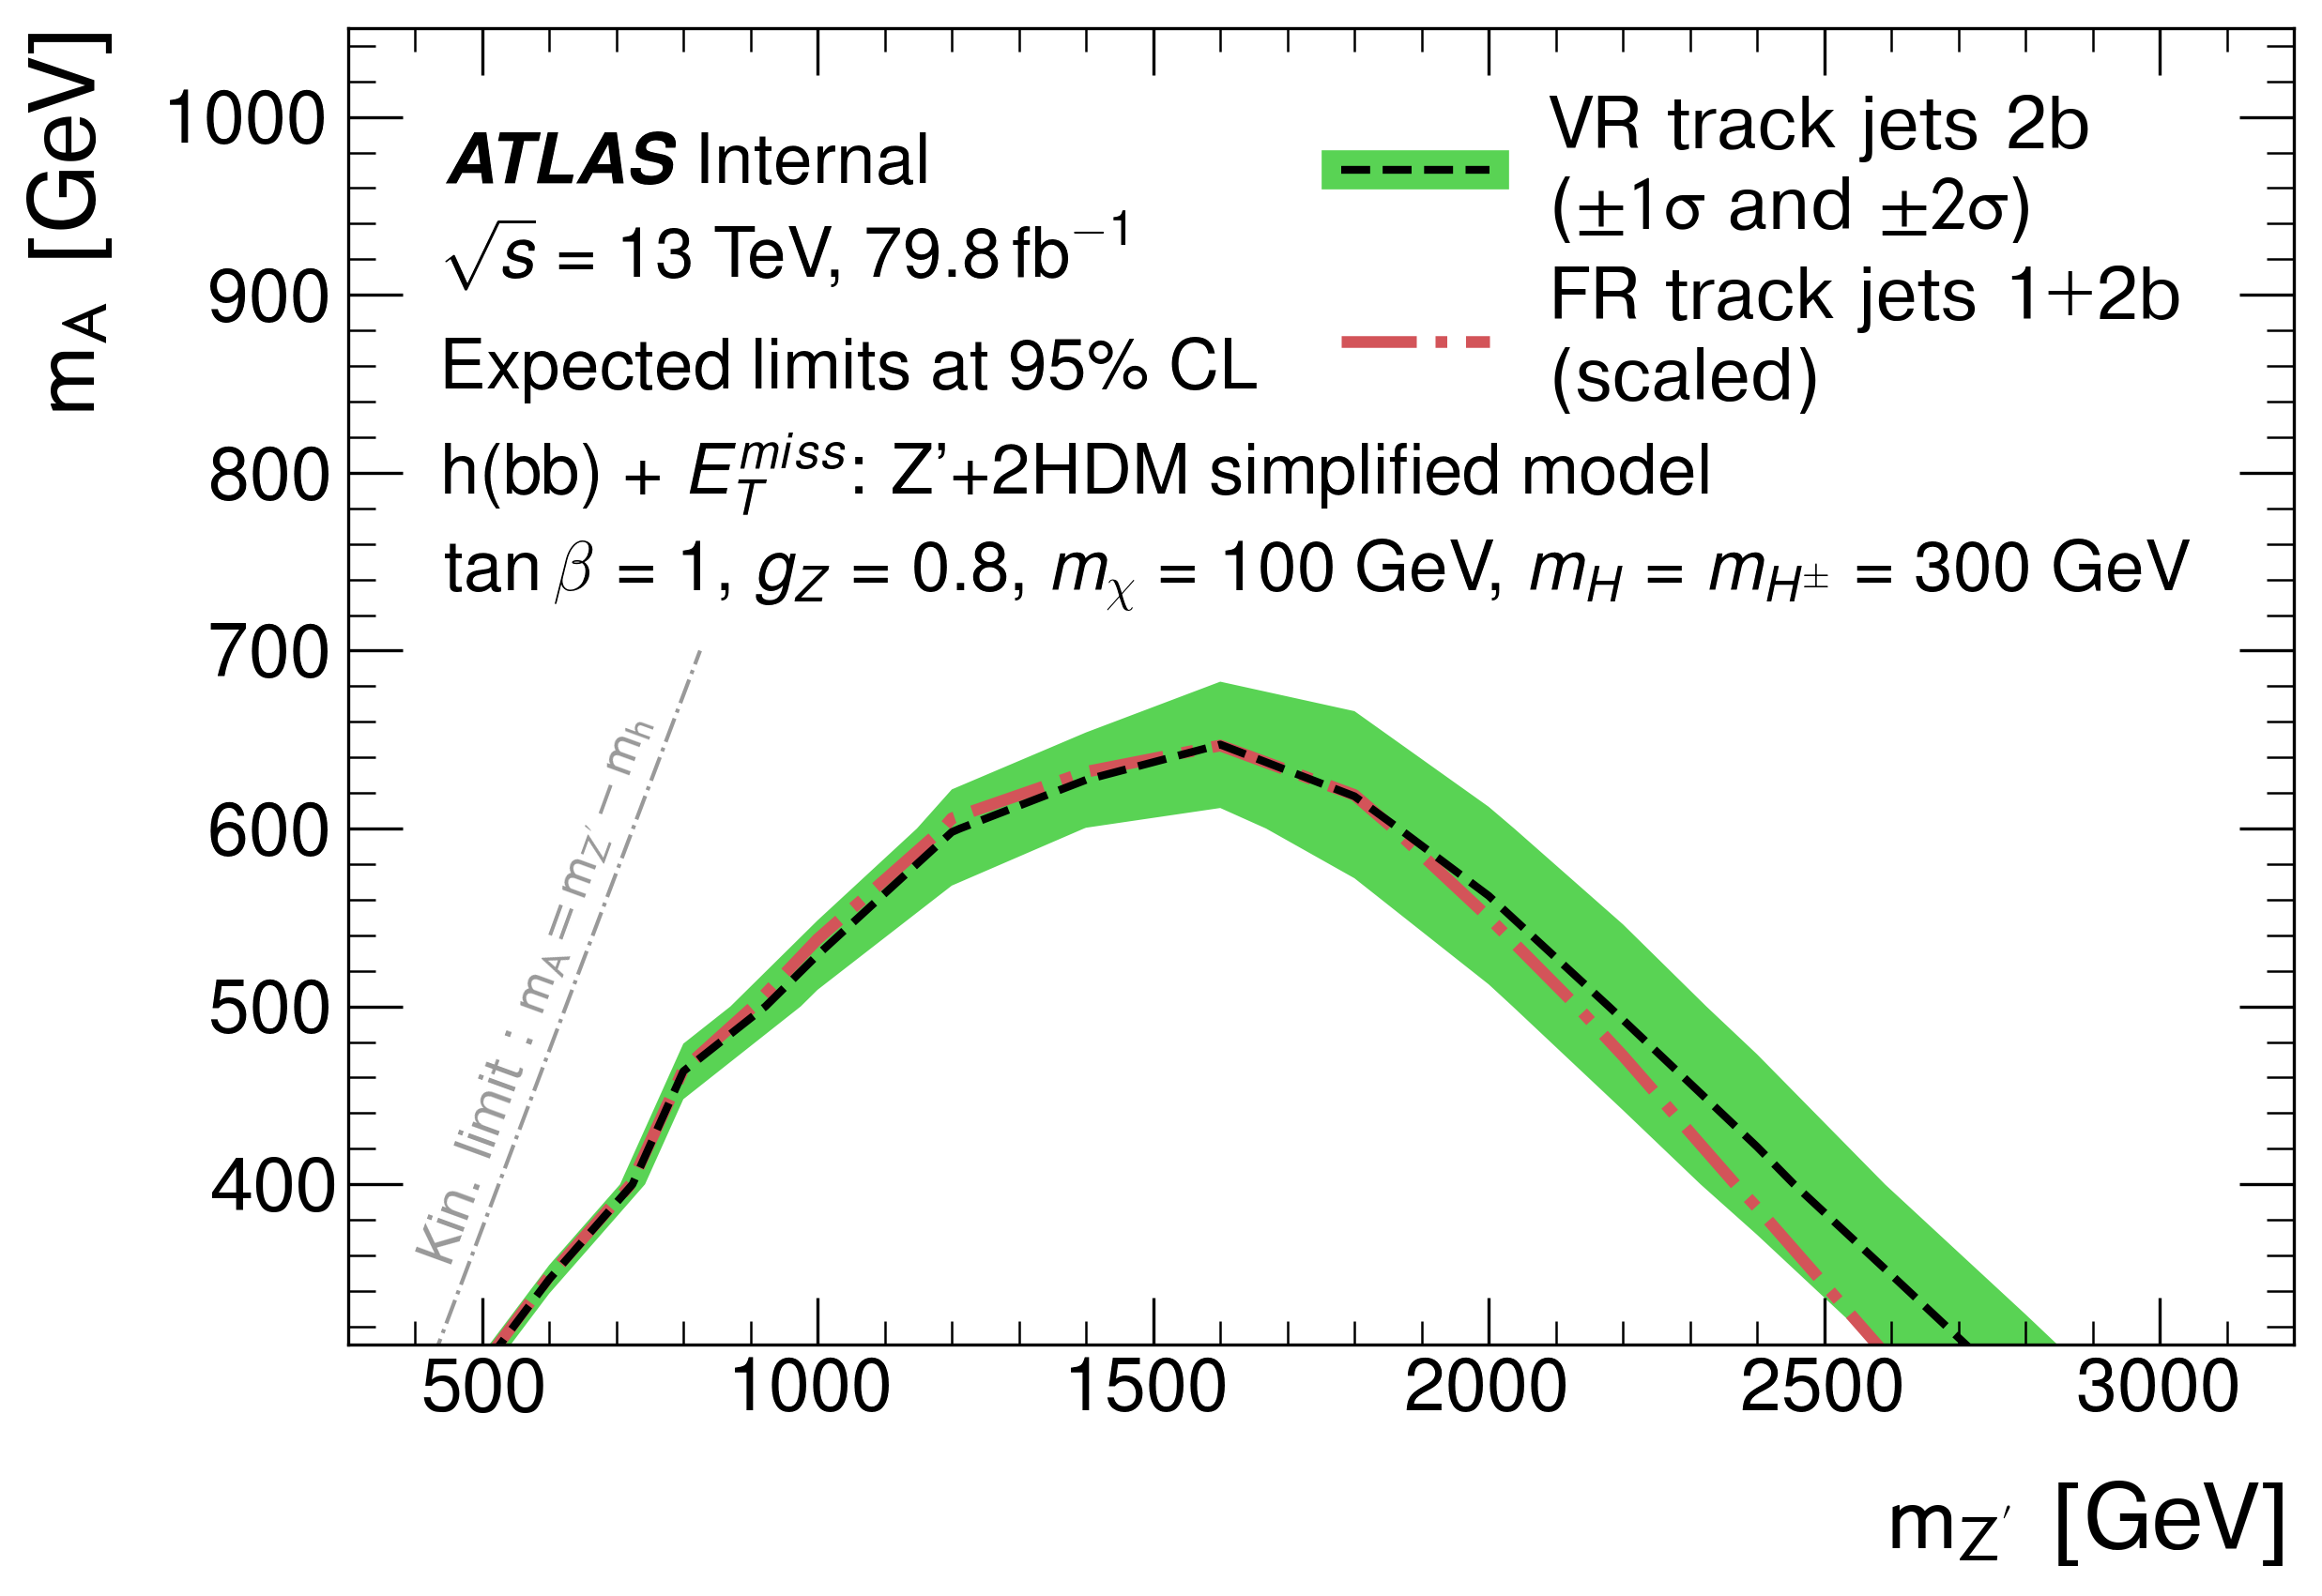 m_A [GeV]
1000
900
800
700
600
500
400
ATLAS Internal
√s = 13 TeV, 79.8 fb⁻¹
Expected limits at 95% CL
h(bb) + E_T^miss: Z’+2HDM simplified model
tan β = 1, g_Z = 0.8, m_χ = 100 GeV, m_H = m_H± = 300 GeV
VR track jets 2b
(±1σ and ±2σ)
FR track jets 1+2b
(scaled)
Kin. limit : m_A = m_Z′ − m_h
500 1000 1500 2000 2500 3000
m_Z′ [GeV]